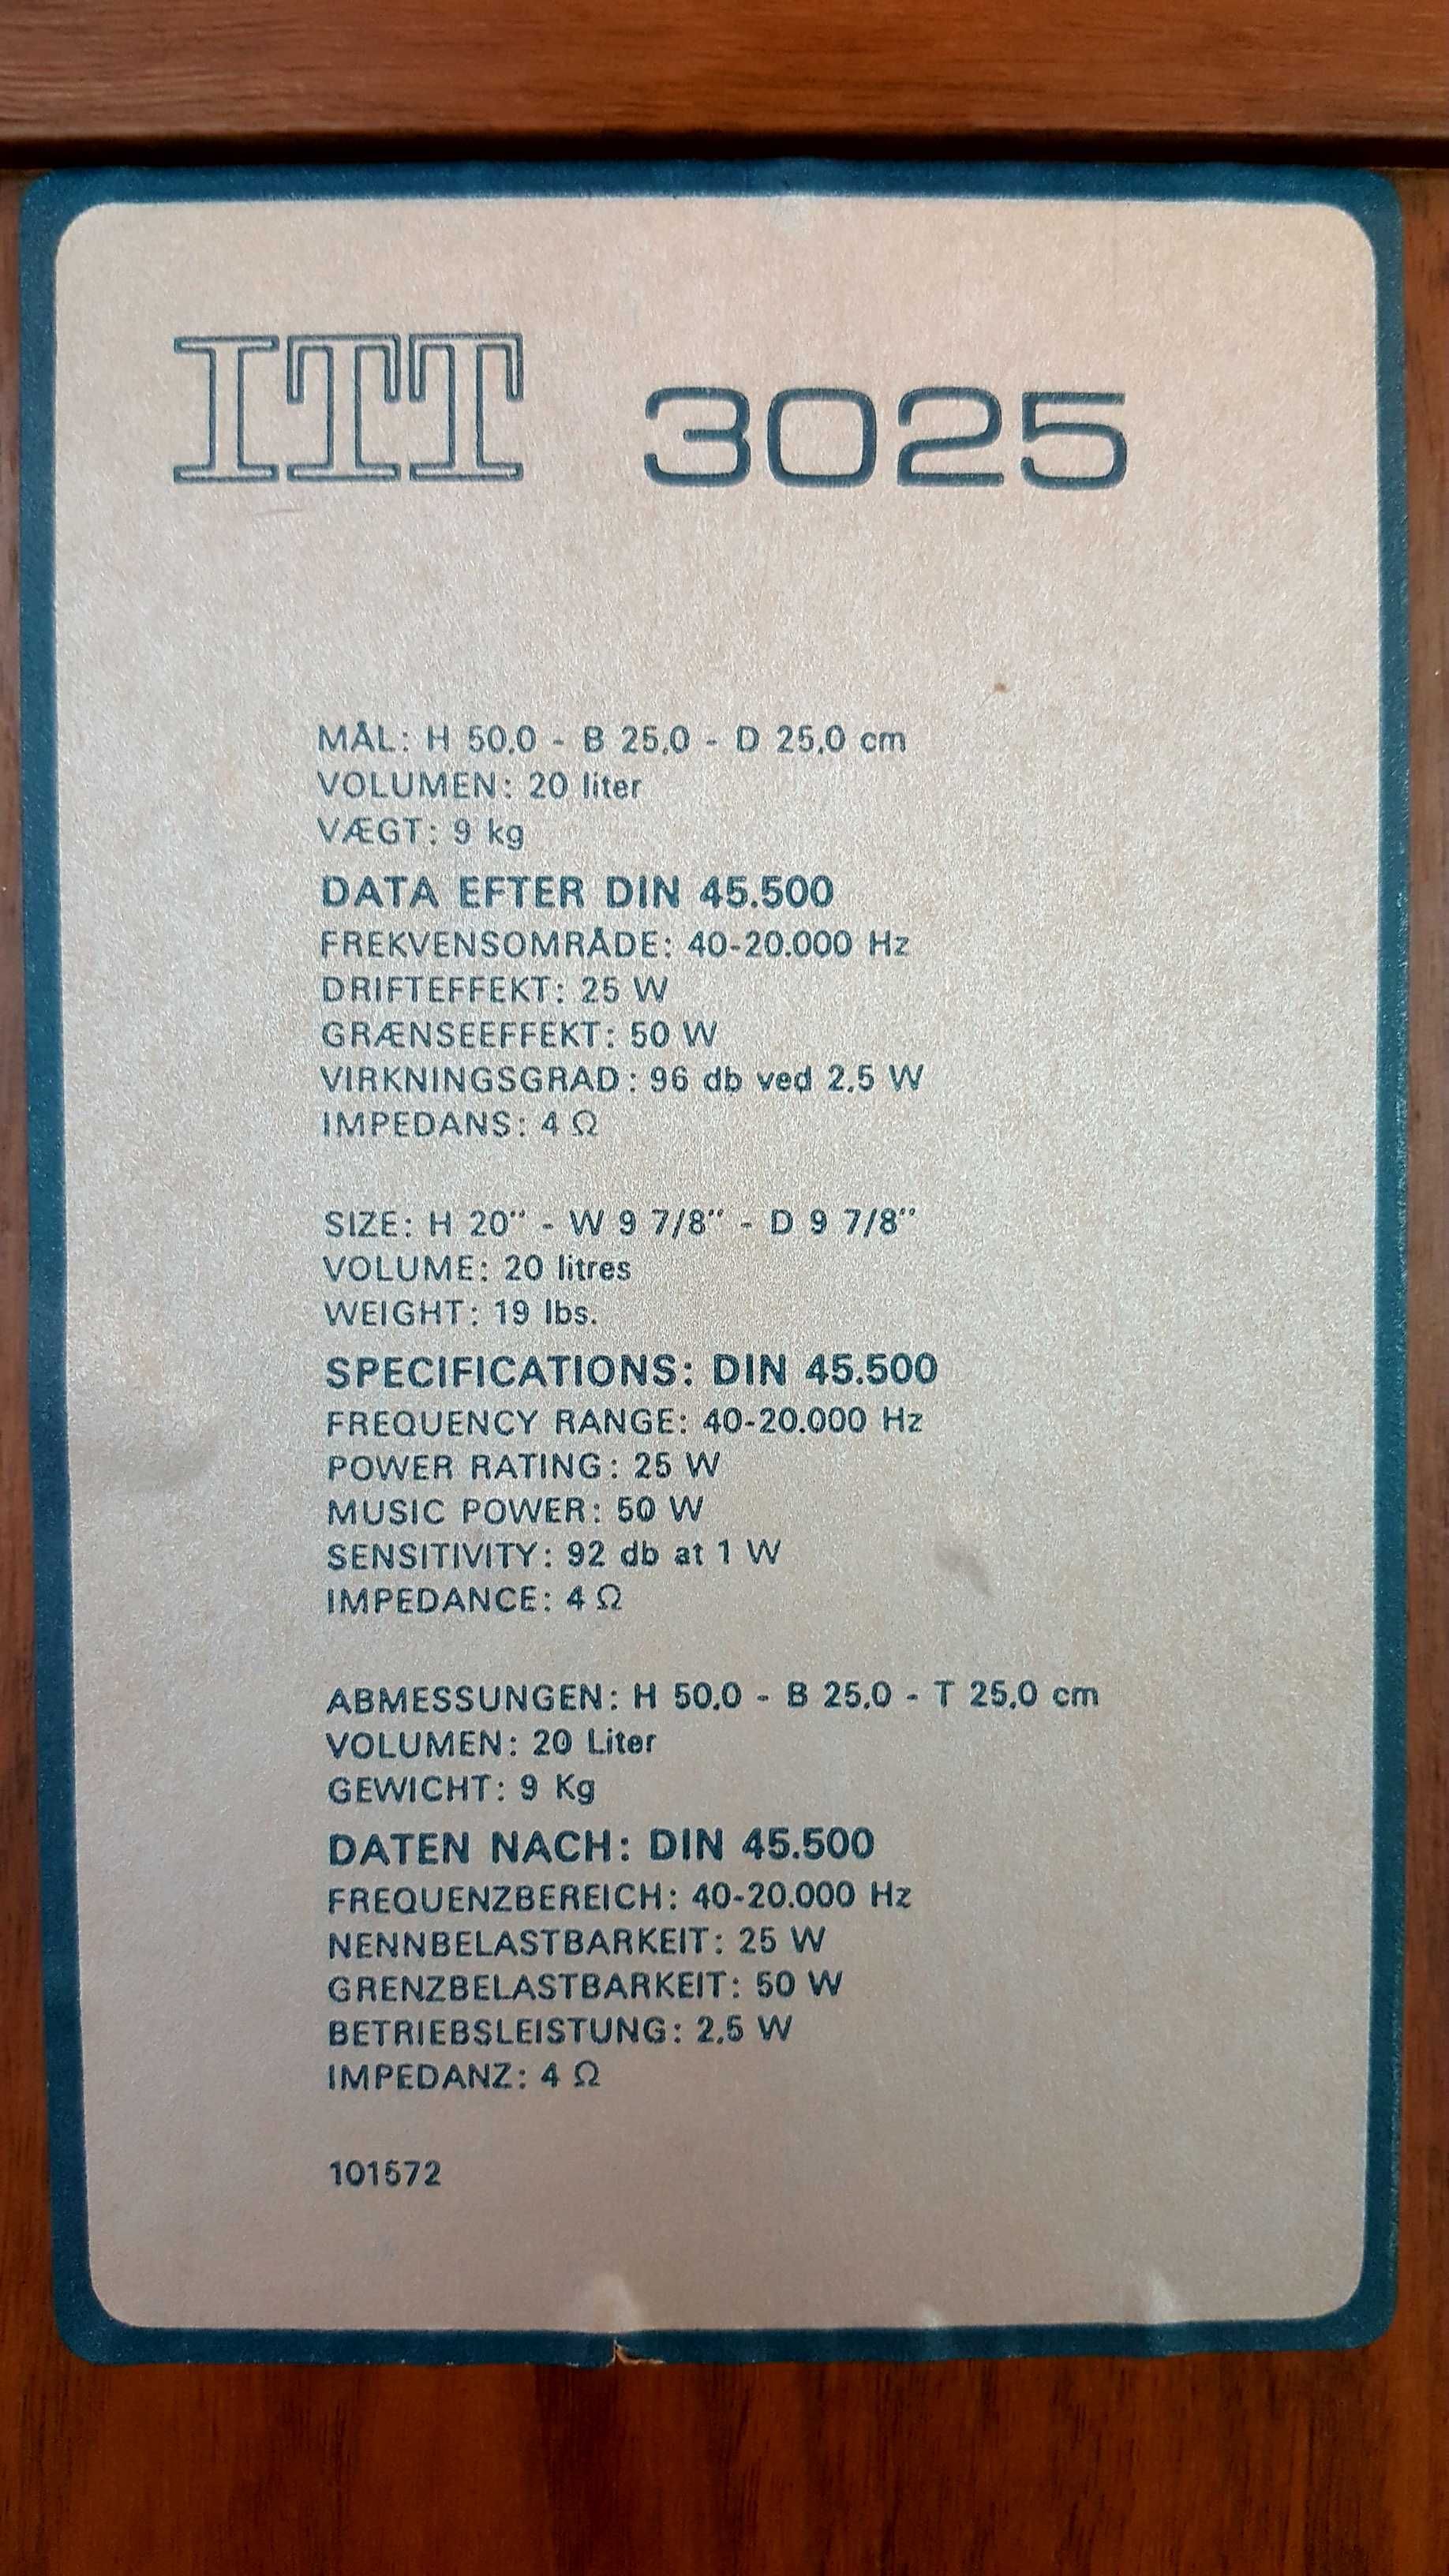 ITT 3025
MÅL: H 50.0 - B 25.0 - D 25.0 cm
VOLUMEN: 20 liter
VÆGT: 9 kg
DATA EFTER DIN 45.500
FREKVENSOMRÅDE: 40-20.000 Hz
DRIFTEFFEKT: 25 W
GRÆNSEEFFEKT: 50 W
VIRKNINGSGRAD: 96 db ved 2.5 W
IMPEDANS: 4 Ω
SIZE: H 20" - W 9 7/8" - D 9 7/8"
VOLUME: 20 litres
WEIGHT: 19 lbs.
SPECIFICATIONS: DIN 45.500
FREQUENCY RANGE: 40-20.000 Hz
POWER RATING: 25 W
MUSIC POWER: 50 W
SENSITIVITY: 92 db at 1 W
IMPEDANCE: 4 Ω
ABMESSUNGEN: H 50.0 - B 25.0 - T 25.0 cm
VOLUMEN: 20 Liter
GEWICHT: 9 Kg
DATEN NACH: DIN 45.500
FREQUENZBEREICH: 40-20.000 Hz
NENNBELASTBARKEIT: 25 W
GRENZBELASTBARKEIT: 50 W
BETRIEBSLEISTUNG: 2.5 W
IMPEDANZ: 4 Ω
101572